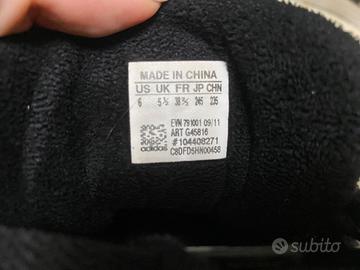 MADE IN CHINA
US UK FR JP CHN
6 5½ 38⅔ 245 235
EVN 791001 09/11
ART G45816
#104408271
adidas C8DFD5HN00458
subito